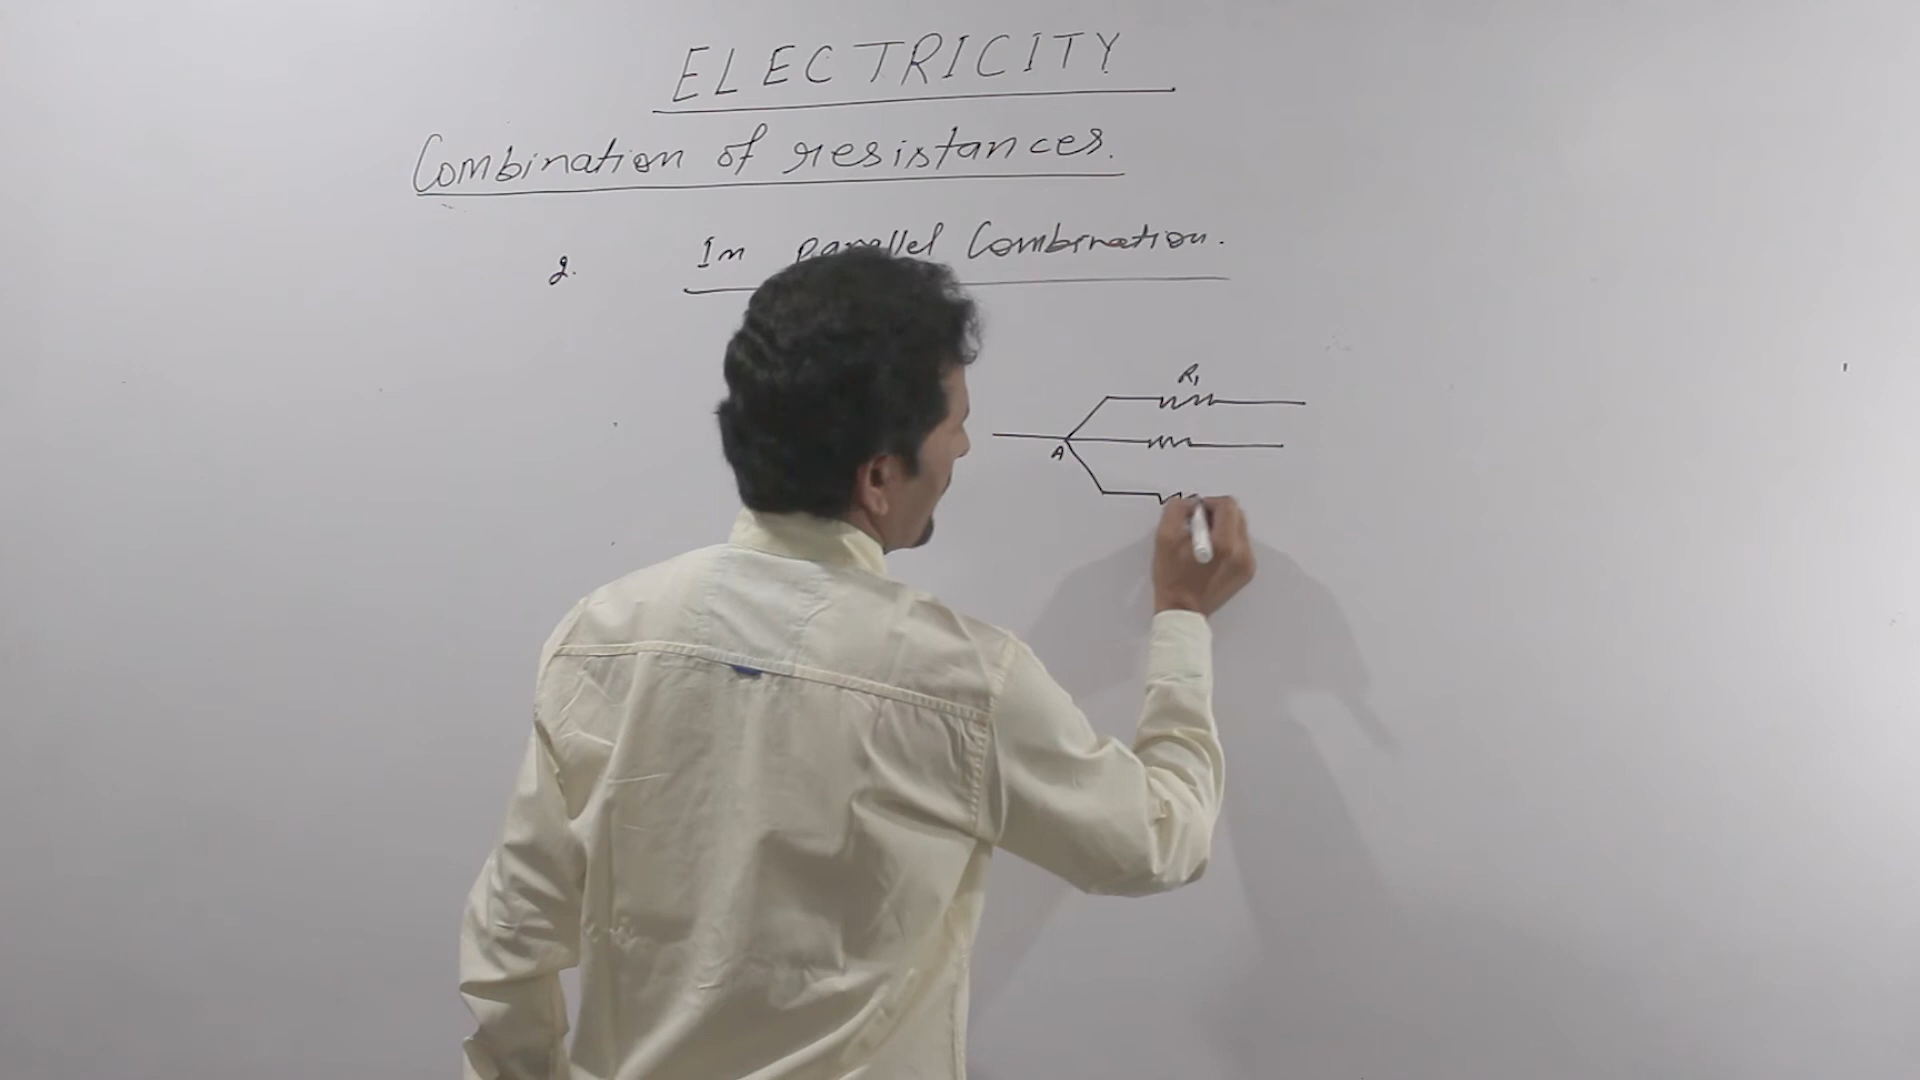 ELECTRICITY
Combination of resistances.
2. In parallel Combination.
R1
A